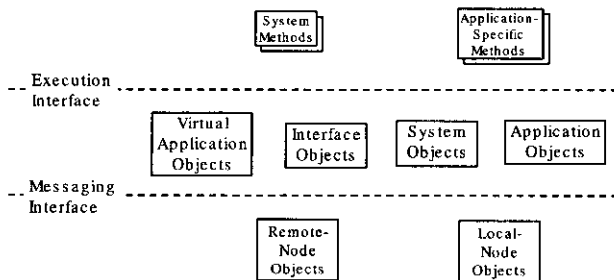 System
Methods
Application-
Specific
Methods
Execution
Interface
Virtual
Application
Objects
Interface
Objects
System
Objects
Application
Objects
Messaging
Interface
Remote-
Node
Objects
Local-
Node
Objects